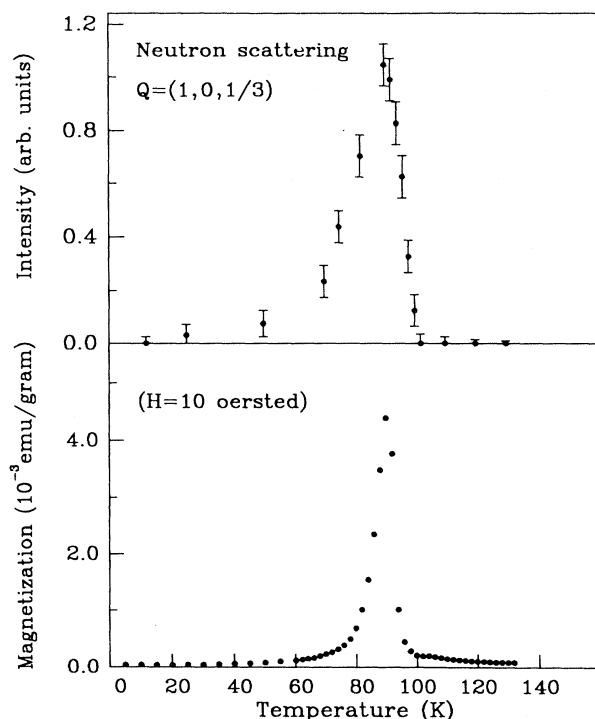 1.2
Neutron scattering
Q=(1,0,1/3)
0.8
0.4
0.0
Intensity (arb. units)
(H=10 oersted)
4.0
2.0
0.0
Magnetization (10⁻³emu/gram)
0 20 40 60 80 100 120 140
Temperature (K)